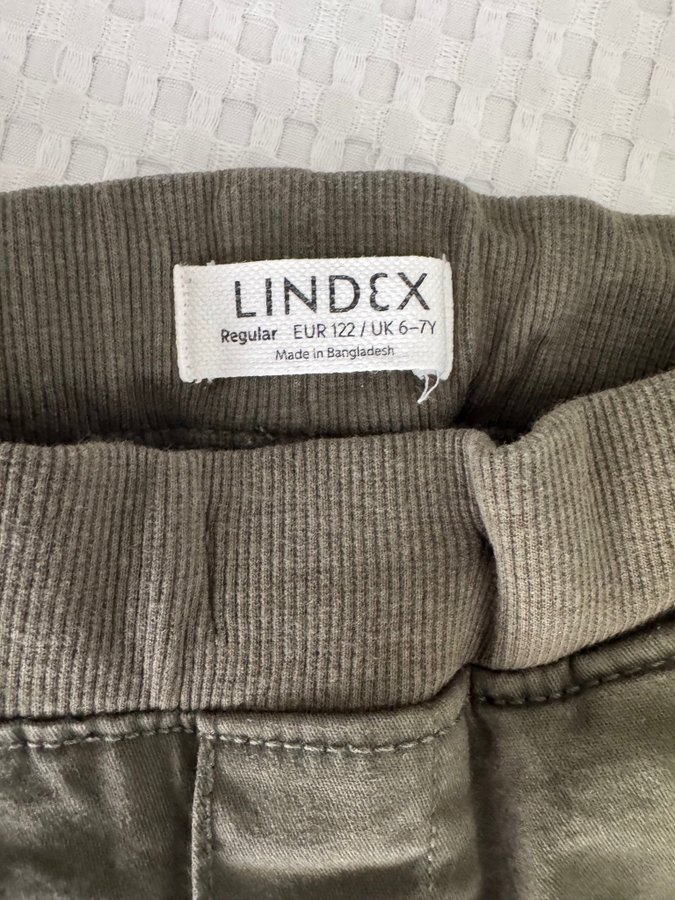 LINDEX
Regular EUR 122 / UK 6–7Y
Made in Bangladesh